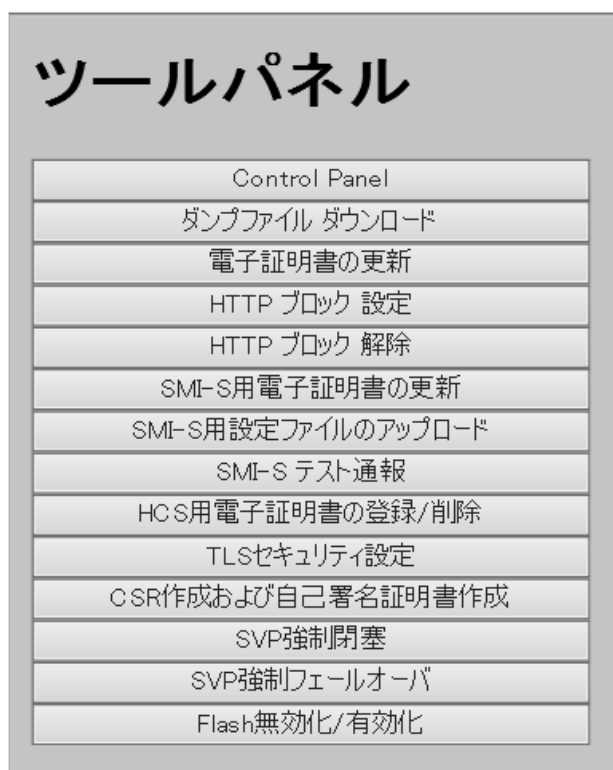 ツールパネル
Control Panel
ダンプファイル ダウンロード
電子証明書の更新
HTTP ブロック 設定
HTTP ブロック 解除
SMI-S用電子証明書の更新
SMI-S用設定ファイルのアップロード
SMI-S テスト通報
HCS用電子証明書の登録/削除
TLSセキュリティ設定
CSR作成および自己署名証明書作成
SVP強制閉塞
SVP強制フェールオーバ
Flash無効化/有効化